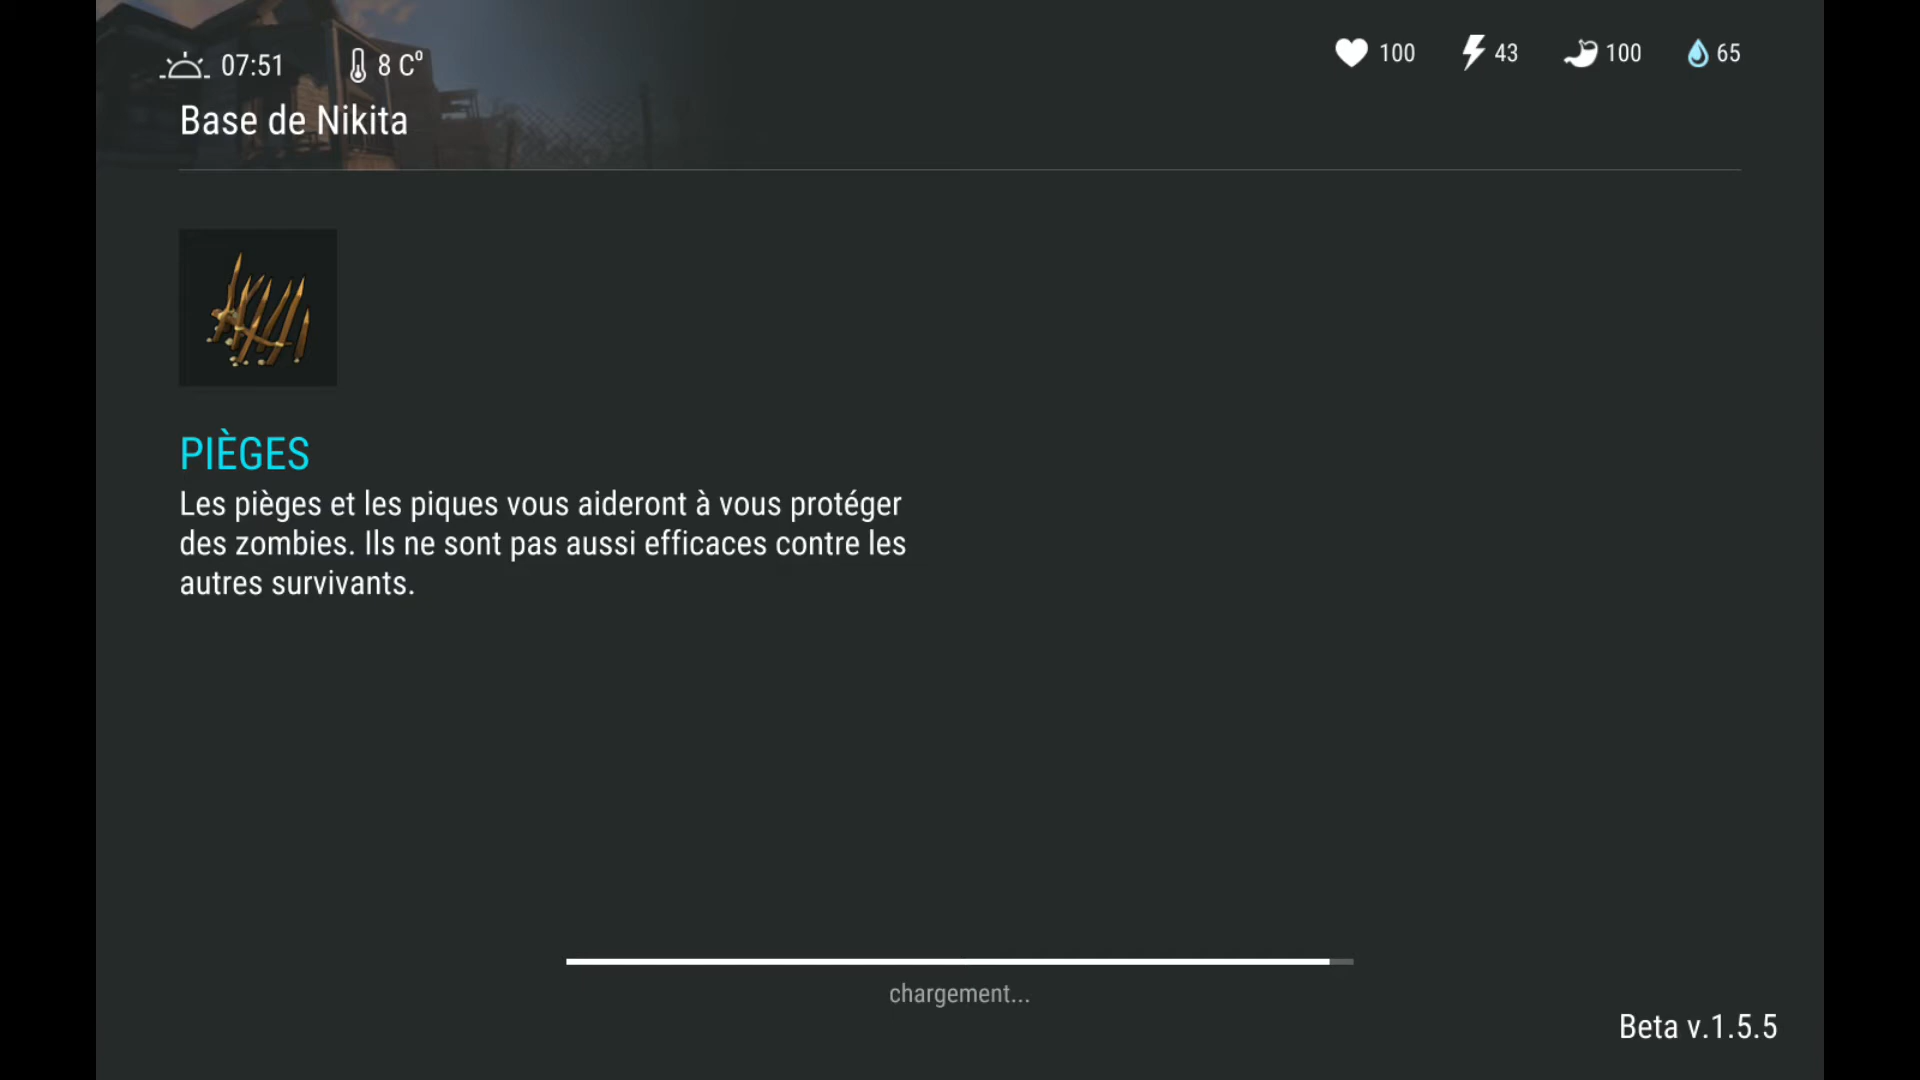 07:51 8 C⁰
100 43 100 65
Base de Nikita
PIÈGES
Les pièges et les piques vous aideront à vous protéger
des zombies. Ils ne sont pas aussi efficaces contre les
autres survivants.
chargement...
Beta v.1.5.5